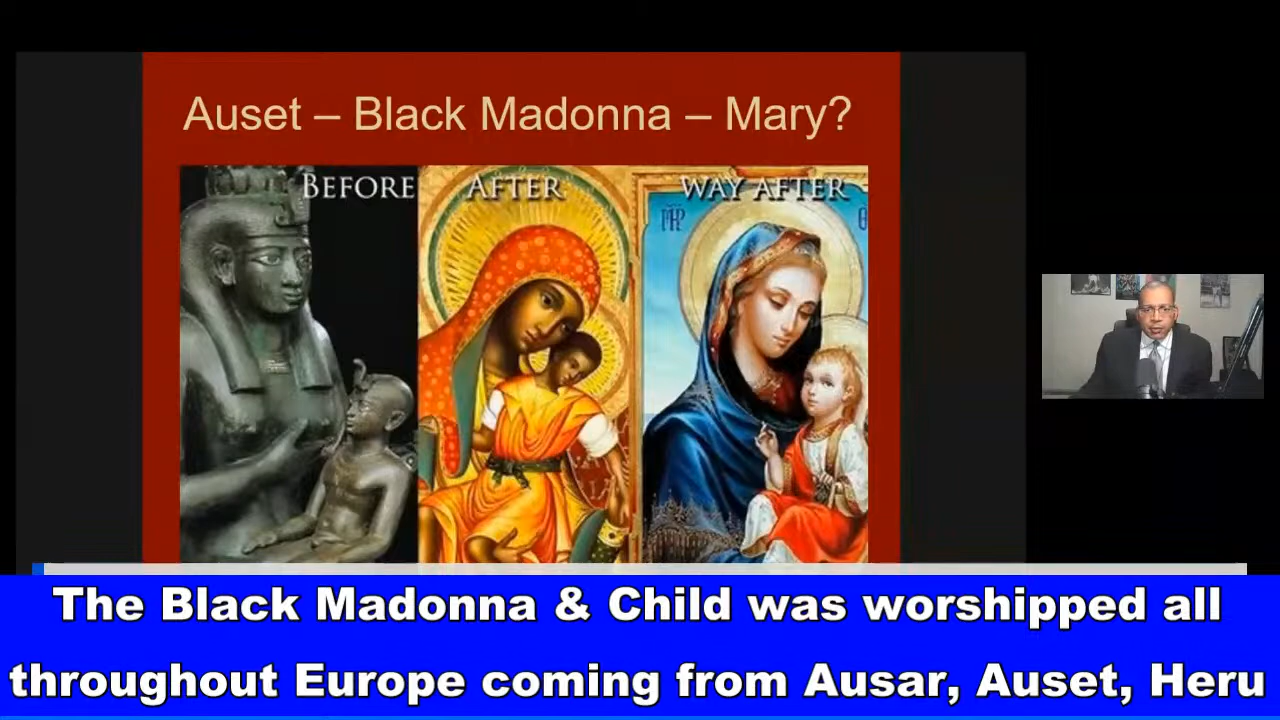 Auset – Black Madonna – Mary?
BEFORE AFTER WAY AFTER
The Black Madonna & Child was worshipped all
throughout Europe coming from Ausar, Auset, Heru